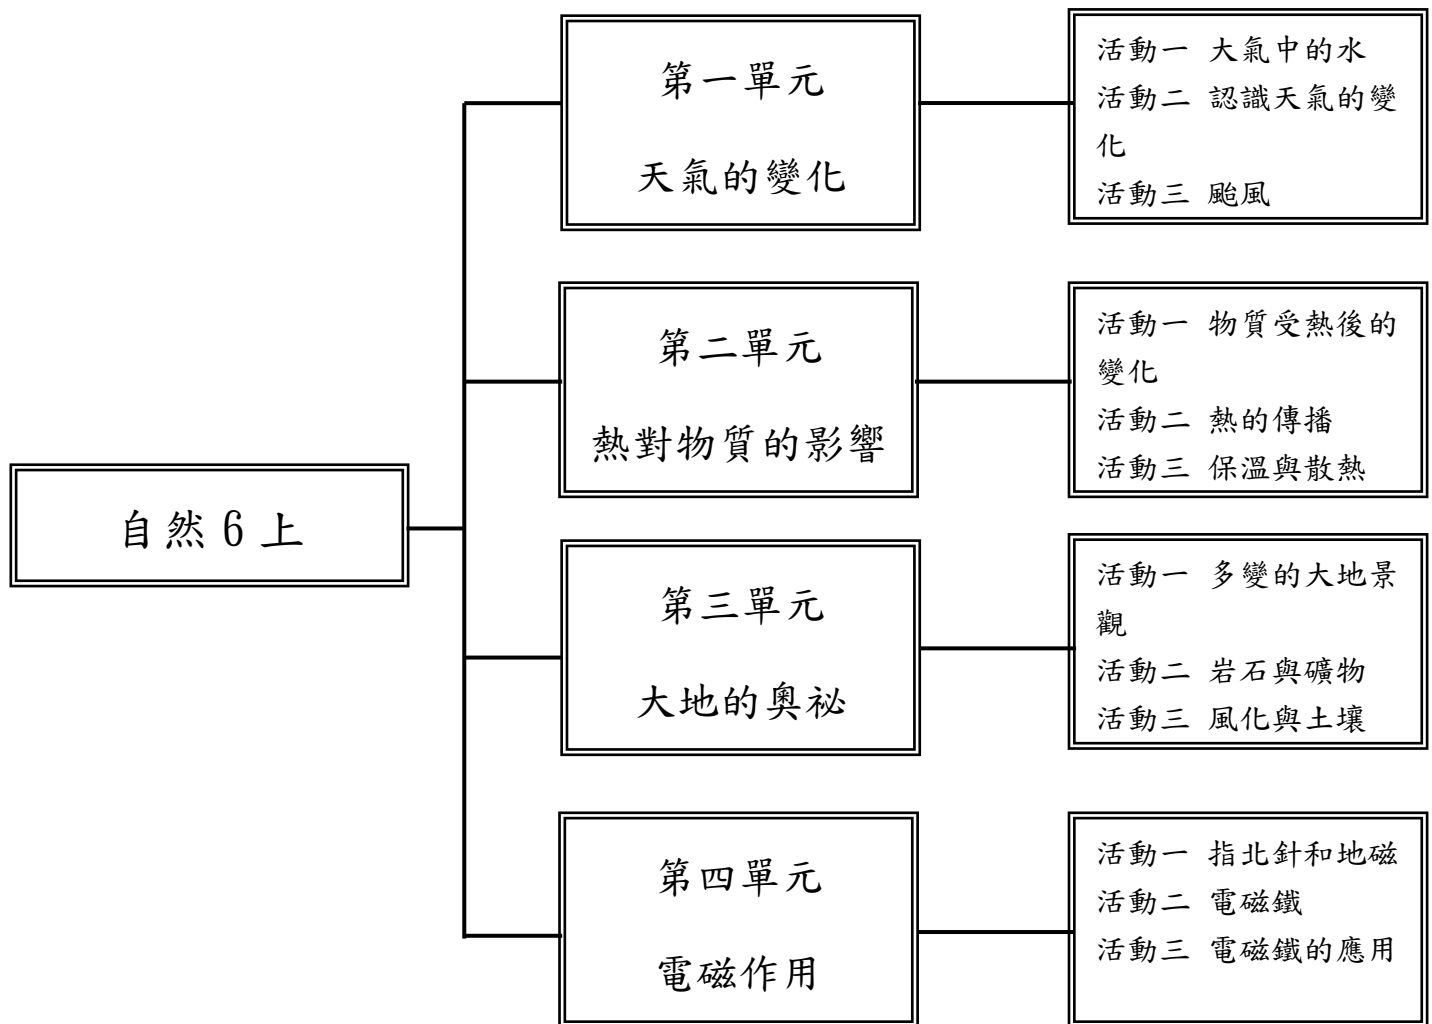 自然6上
第一單元
天氣的變化
活動一 大氣中的水
活動二 認識天氣的變
化
活動三 颱風
第二單元
熱對物質的影響
活動一 物質受熱後的
變化
活動二 熱的傳播
活動三 保溫與散熱
第三單元
大地的奧祕
活動一 多變的大地景
觀
活動二 岩石與礦物
活動三 風化與土壤
第四單元
電磁作用
活動一 指北針和地磁
活動二 電磁鐵
活動三 電磁鐵的應用